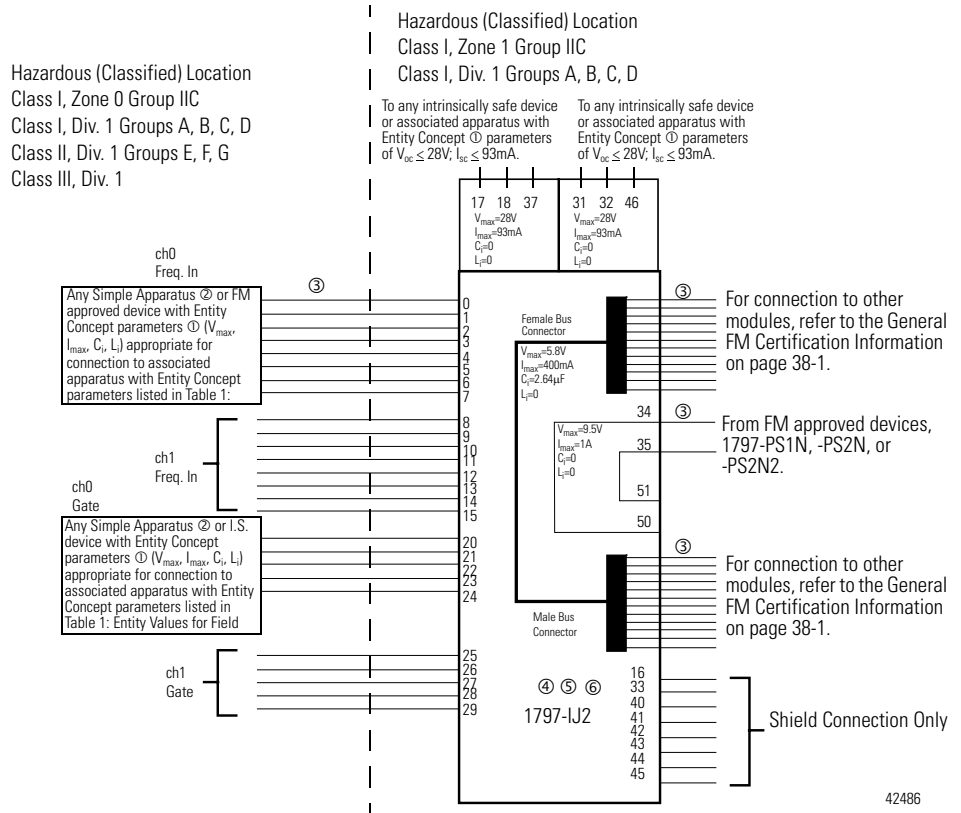 Hazardous (Classified) Location
Class I, Zone 1 Group IIC
Class I, Div. 1 Groups A, B, C, D
Hazardous (Classified) Location
Class I, Zone 0 Group IIC
Class I, Div. 1 Groups A, B, C, D
Class II, Div. 1 Groups E, F, G
Class III, Div. 1
To any intrinsically safe device
or associated apparatus with
Entity Concept ① parameters
of Voc ≤ 28V; Isc ≤ 93mA.
To any intrinsically safe device
or associated apparatus with
Entity Concept ① parameters
of Voc ≤ 28V; Isc ≤ 93mA.
17 18 37
Vmax=28V
Imax=93mA
Ci=0
Li=0
31 32 46
Vmax=28V
Imax=93mA
Ci=0
Li=0
ch0
Freq. In
③
Any Simple Apparatus ② or FM
approved device with Entity
Concept parameters ① (Vmax,
Imax, Ci, Li) appropriate for
connection to associated
apparatus with Entity Concept
parameters listed in Table 1:
0
1
2
3
4
5
6
7
ch1
Freq. In
8
9
10
11
12
13
14
15
ch0
Gate
Any Simple Apparatus ② or I.S.
device with Entity Concept
parameters ① (Vmax, Imax, Ci, Li)
appropriate for connection to
associated apparatus with Entity
Concept parameters listed in
Table 1: Entity Values for Field
20
21
22
23
24
ch1
Gate
25
26
27
28
29
Female Bus
Connector
Vmax=5.8V
Imax=400mA
Ci=2.64μF
Li=0
③
For connection to other
modules, refer to the General
FM Certification Information
on page 38-1.
Vmax=9.5V
Imax=1A
Ci=0
Li=0
34
35
51
50
③
From FM approved devices,
1797-PS1N, -PS2N, or
-PS2N2.
Male Bus
Connector
③
For connection to other
modules, refer to the General
FM Certification Information
on page 38-1.
④ ⑤ ⑥
1797-IJ2
16
33
40
41
42
43
44
45
Shield Connection Only
42486